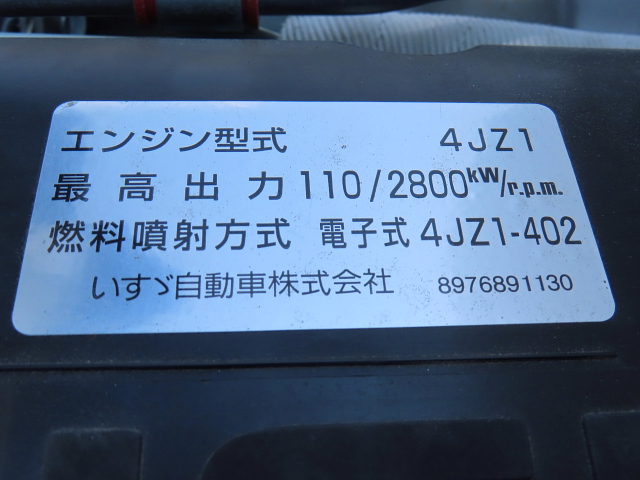 エンジン型式 4JZ1
最高出力 110/2800kW/r.p.m.
燃料噴射方式 電子式 4JZ1-402
いすゞ自動車株式会社 8976891130